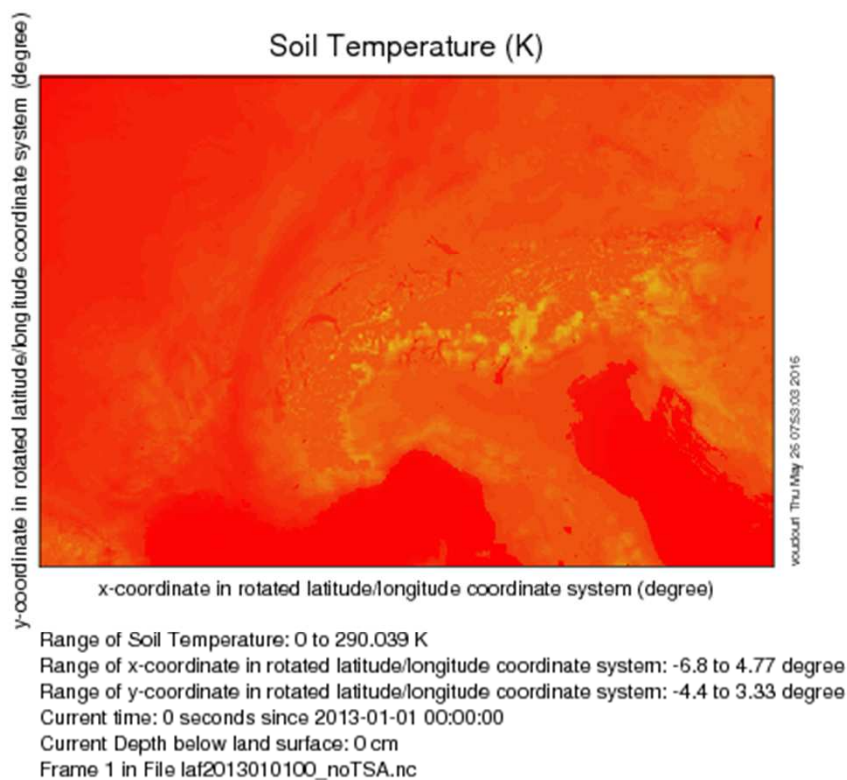 Soil Temperature (K)
y-coordinate in rotated latitude/longitude coordinate system (degree)
voudouri Thu May 26 07:53:03 2016
x-coordinate in rotated latitude/longitude coordinate system (degree)
Range of Soil Temperature: 0 to 290.039 K
Range of x-coordinate in rotated latitude/longitude coordinate system: -6.8 to 4.77 degree
Range of y-coordinate in rotated latitude/longitude coordinate system: -4.4 to 3.33 degree
Current time: 0 seconds since 2013-01-01 00:00:00
Current Depth below land surface: 0 cm
Frame 1 in File laf2013010100_noTSA.nc